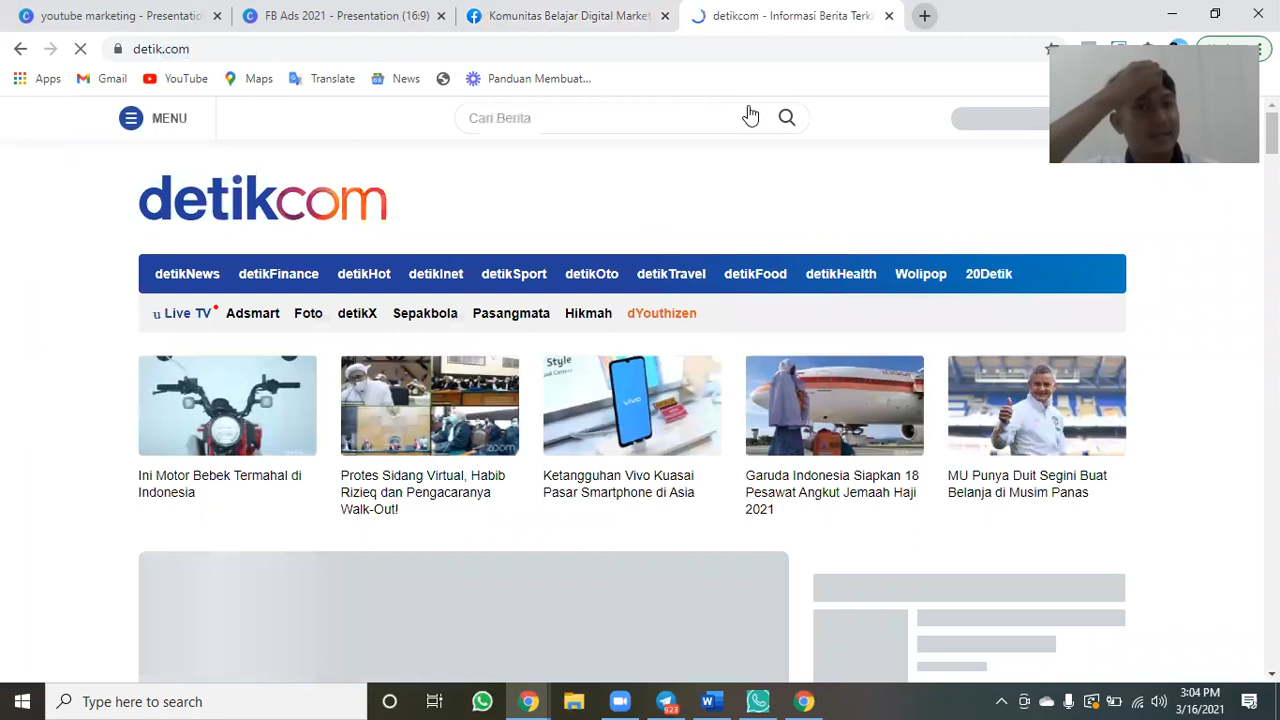 youtube marketing - Presentatio
FB Ads 2021 - Presentation (16:9)
Komunitas Belajar Digital Market
detikcom - Informasi Berita Terki
detik.com
Apps
Gmail
YouTube
Maps
Translate
News
Panduan Membuat...
MENU
Cari Berita
detikcom
detikNews detikFinance detikHot detikInet detikSport detikOto detikTravel detikFood detikHealth Wolipop 20Detik
u Live TV Adsmart Foto detikX Sepakbola Pasangmata Hikmah dYouthizen
Style
vivo
zoom
Ini Motor Bebek Termahal di
Indonesia
Protes Sidang Virtual, Habib
Rizieq dan Pengacaranya
Walk-Out!
Ketangguhan Vivo Kuasai
Pasar Smartphone di Asia
Garuda Indonesia Siapkan 18
Pesawat Angkut Jemaah Haji
2021
MU Punya Duit Segini Buat
Belanja di Musim Panas
Type here to search
923
3:04 PM
3/16/2021